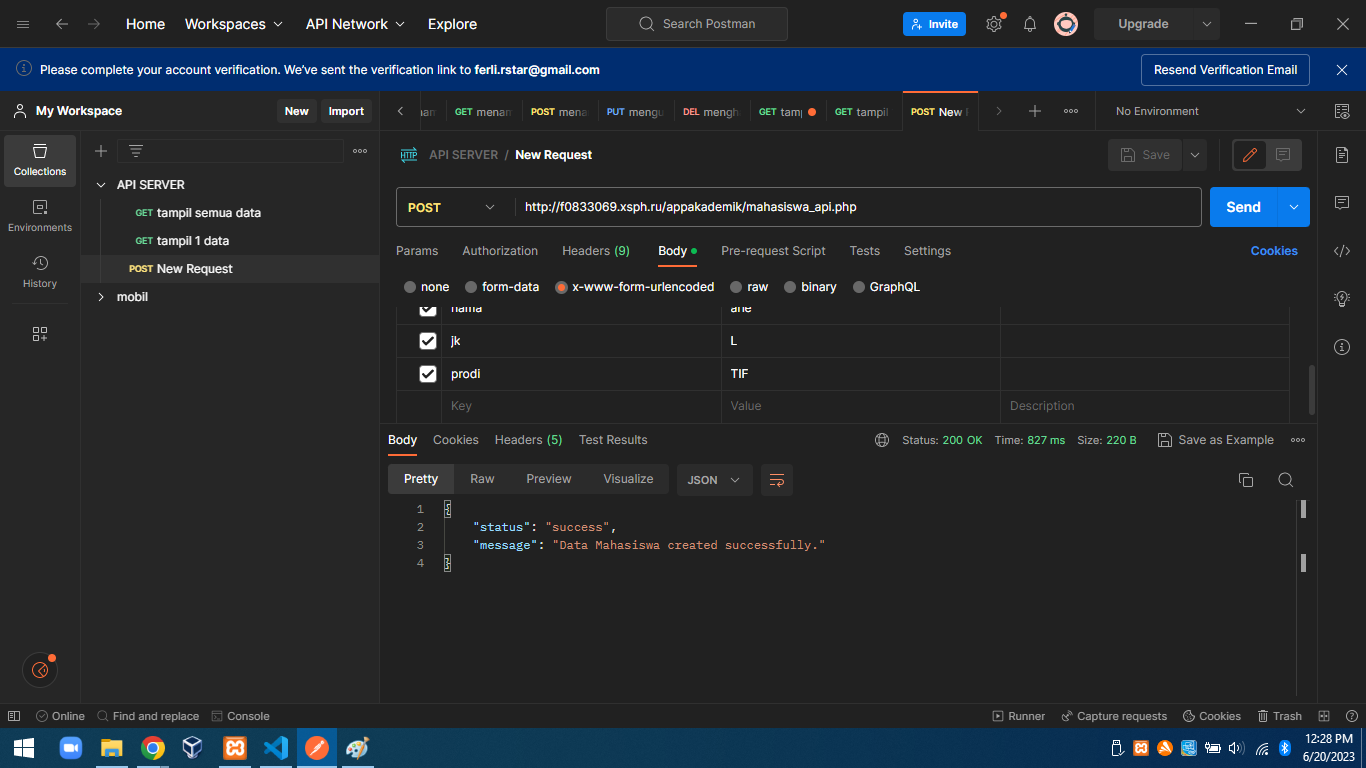 Home Workspaces API Network Explore Search Postman Invite Upgrade
Please complete your account verification. We've sent the verification link to ferli.rstar@gmail.com Resend Verification Email
My Workspace New Import GET menam POST mena PUT mengu DEL mengh GET tamp GET tampil POST New No Environment
API SERVER / New Request Save
Collections
API SERVER
POST http://f0833069.xsph.ru/appakademik/mahasiswa_api.php Send
GET tampil semua data
Environments
GET tampil 1 data
Params Authorization Headers (9) Body Pre-request Script Tests Settings Cookies
POST New Request
History
none form-data x-www-form-urlencoded raw binary GraphQL
mobil
nama ane
jk L
prodi TIF
Key Value Description
Body Cookies Headers (5) Test Results Status: 200 OK Time: 827 ms Size: 220 B Save as Example
Pretty Raw Preview Visualize JSON
1 {
2 "status": "success",
3 "message": "Data Mahasiswa created successfully."
4 }
Online Find and replace Console Runner Capture requests Cookies Trash
12:28 PM
6/20/2023